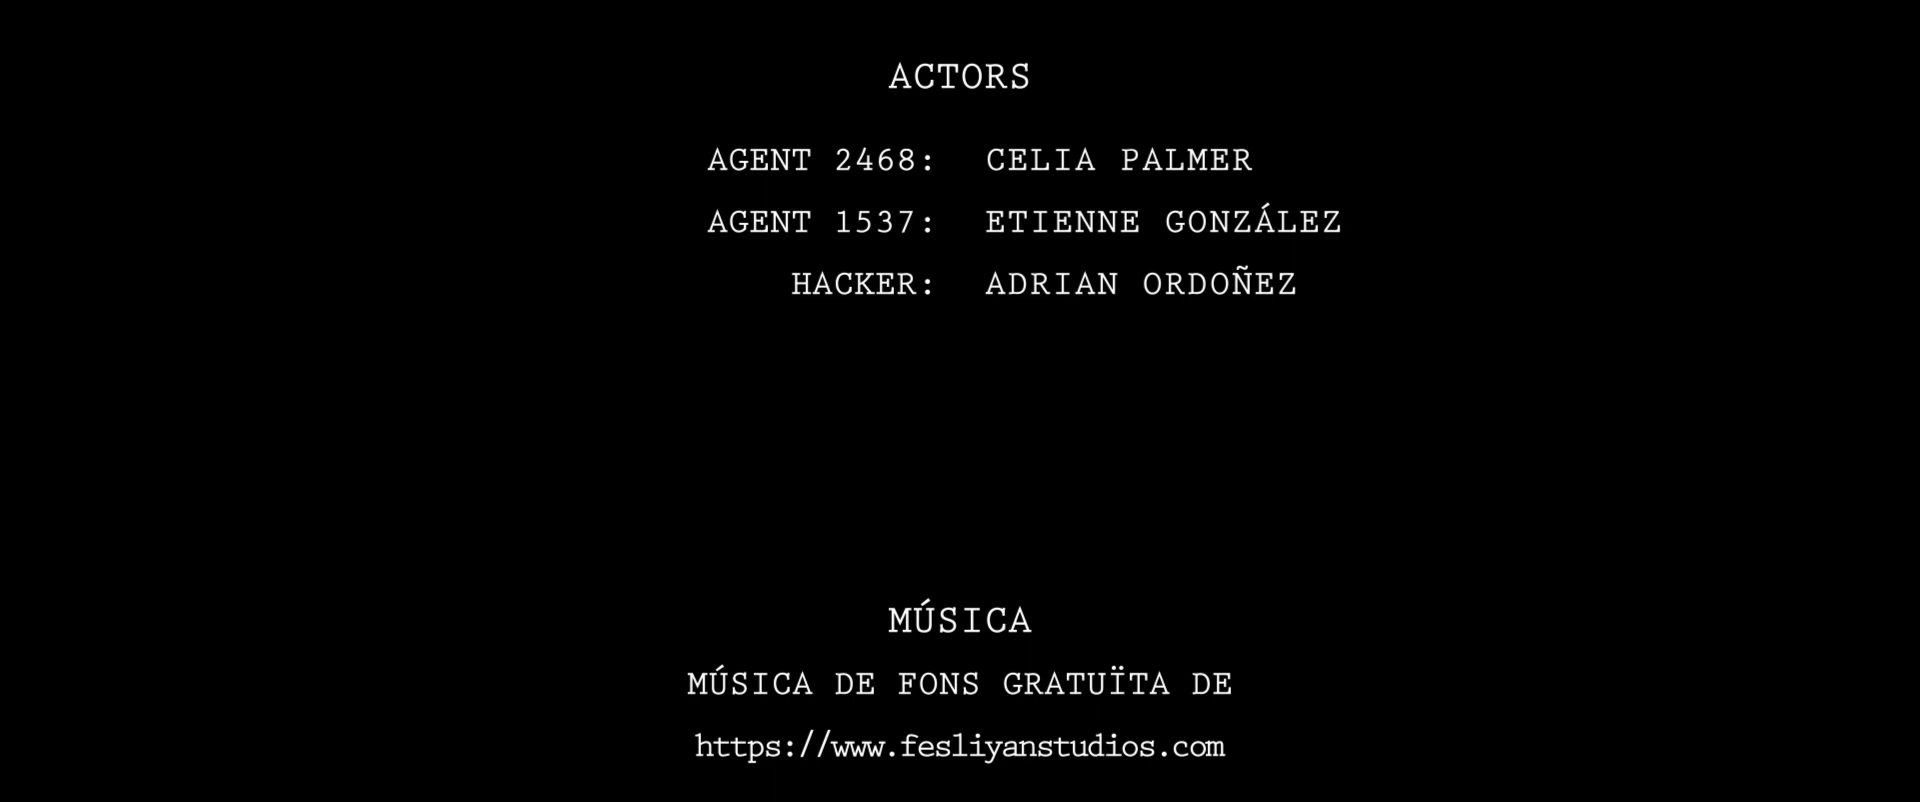 ACTORS
AGENT 2468: CELIA PALMER
AGENT 1537: ETIENNE GONZÁLEZ
HACKER: ADRIAN ORDOÑEZ
MÚSICA
MÚSICA DE FONS GRATUÏTA DE
https://www.fesliyanstudios.com